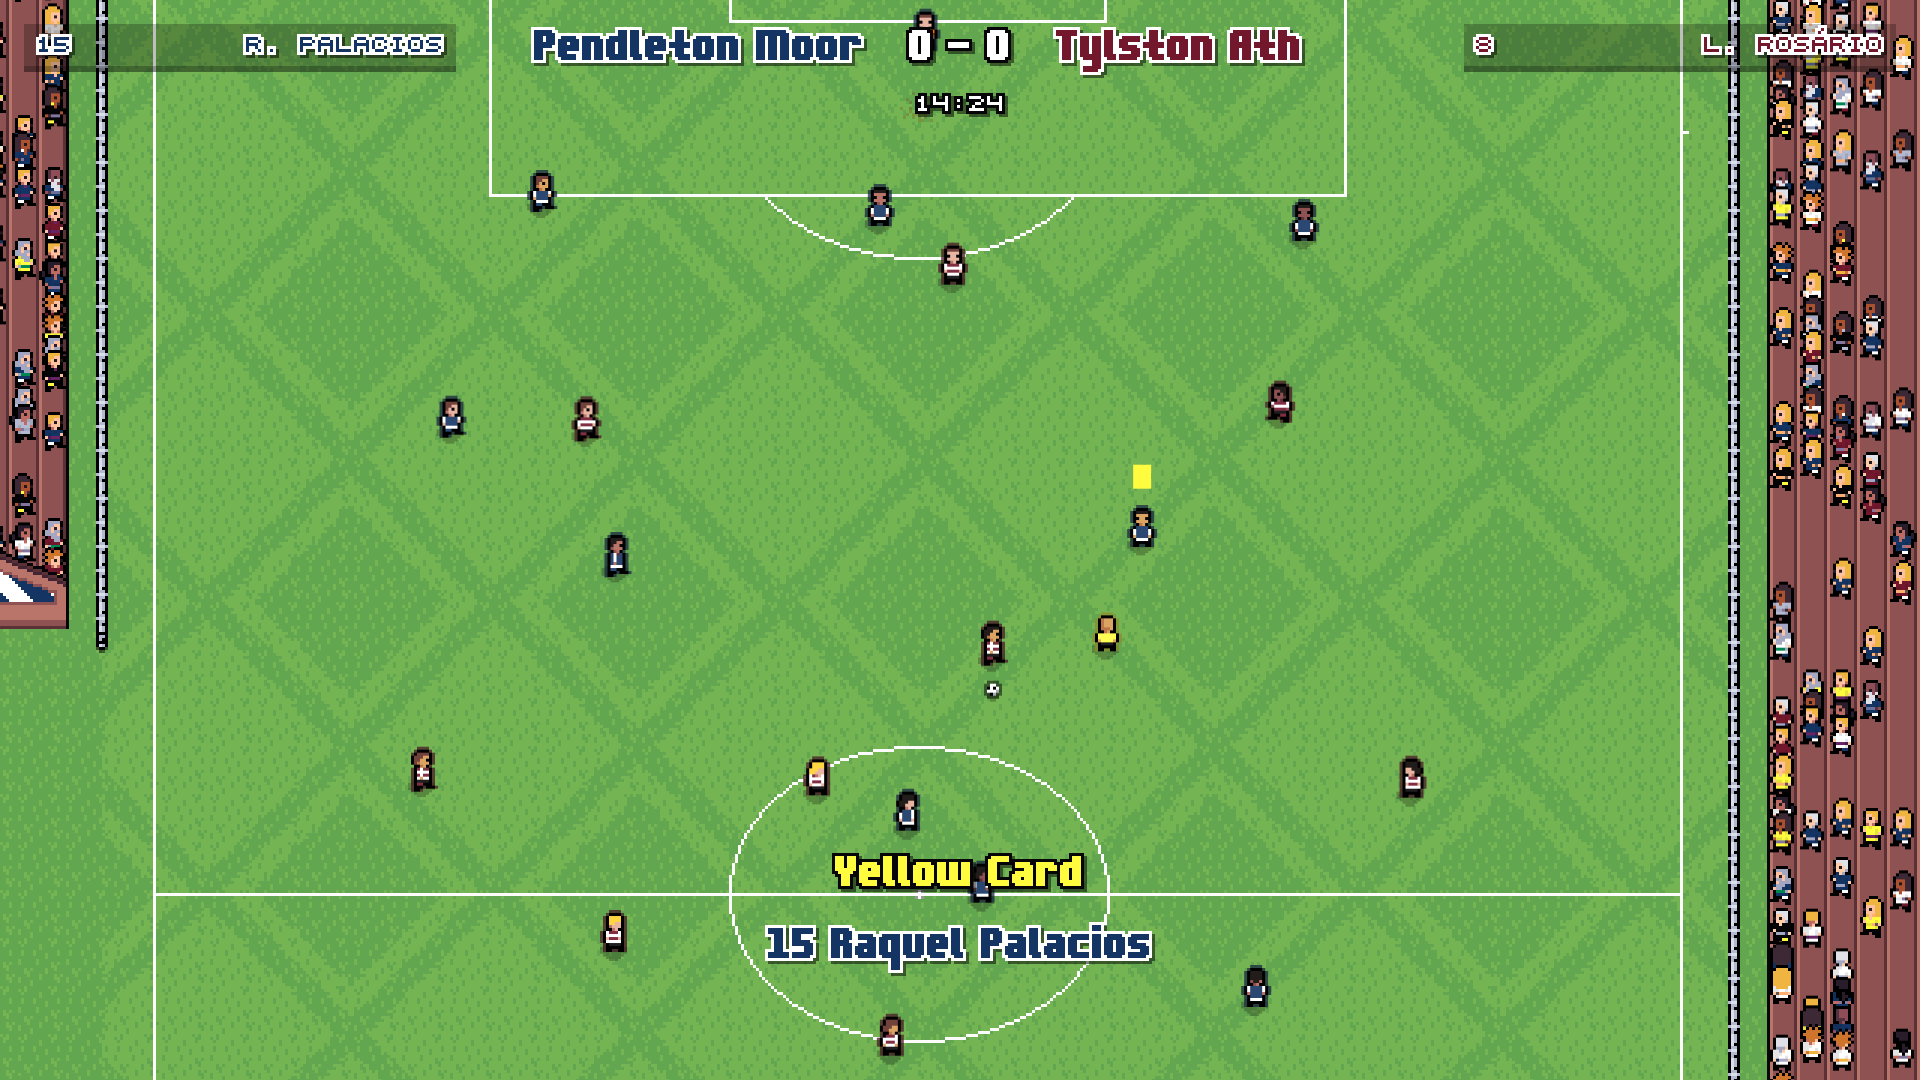 15 R. PALACIOS
Pendleton Moor 0 - 0 Tylston Ath
8 L. ROSÁRIO
14:24
Yellow Card
15 Raquel Palacios